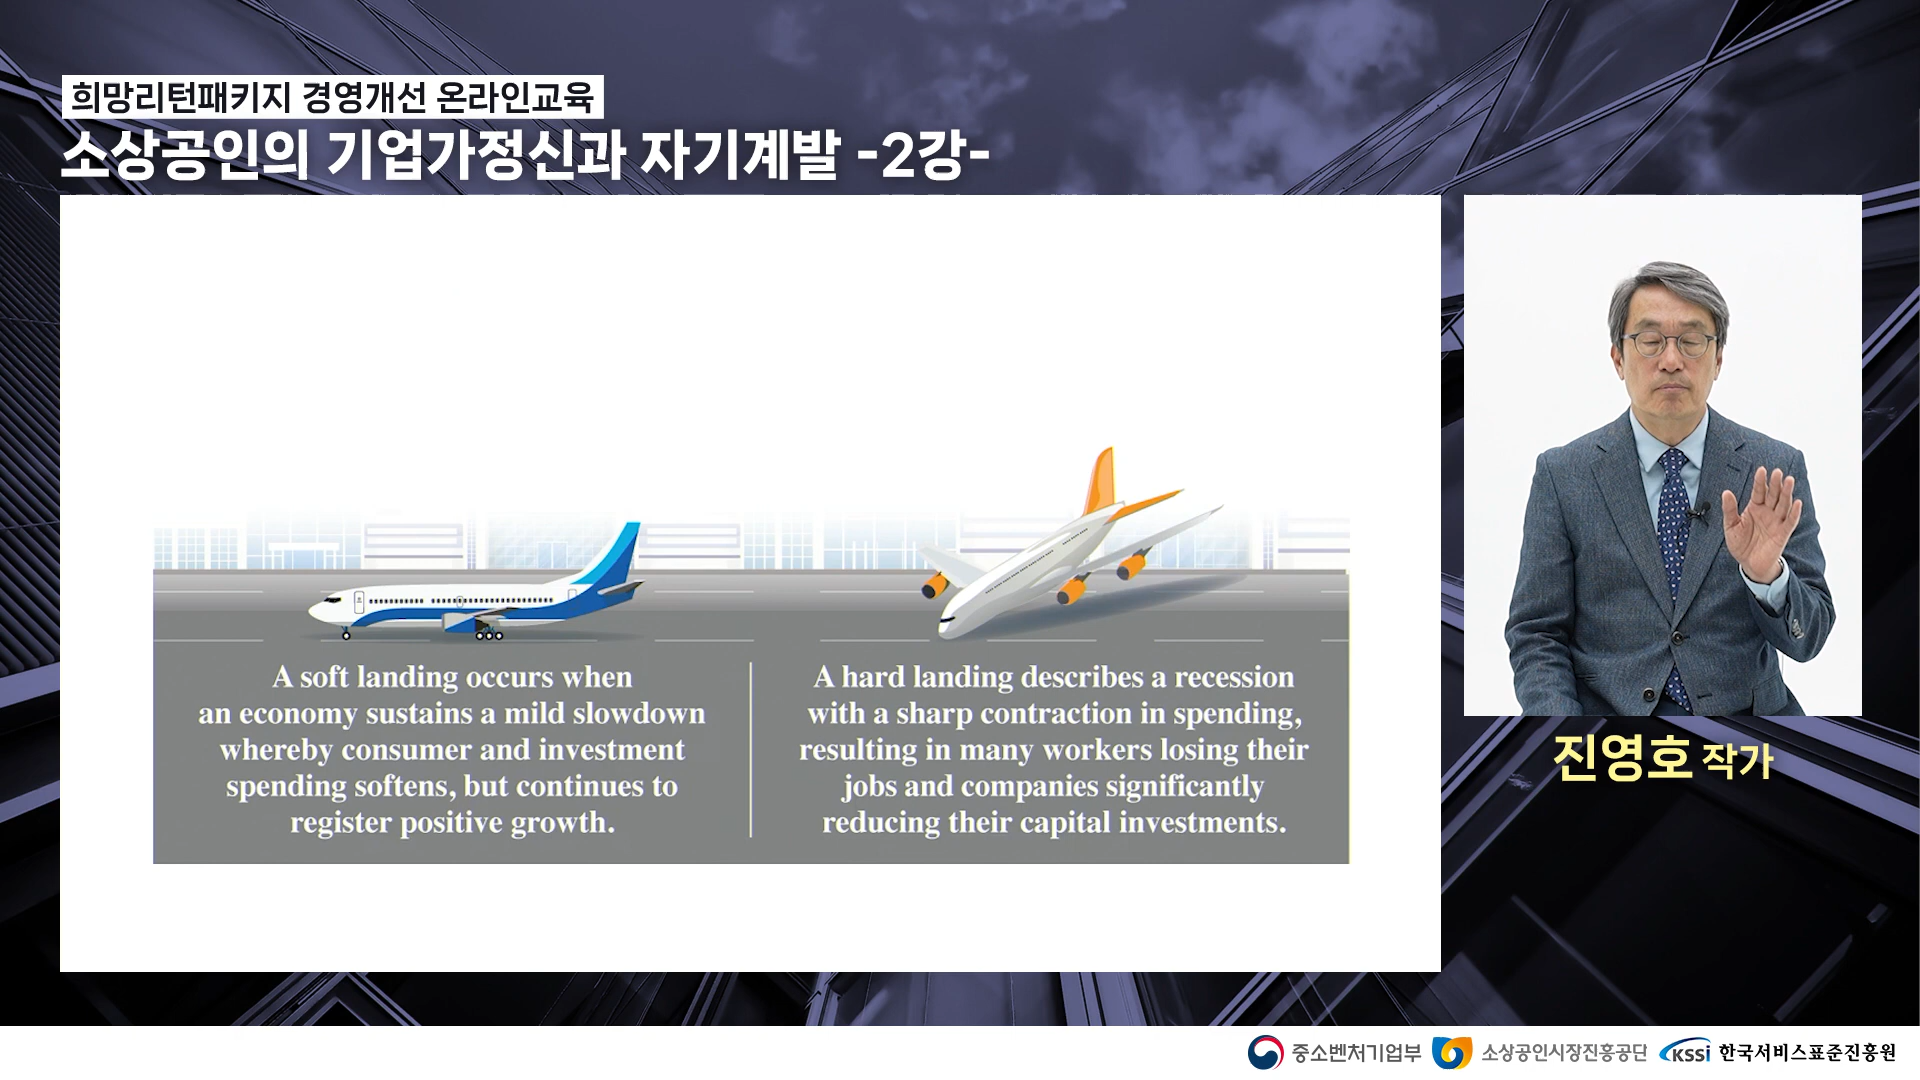 희망리턴패키지 경영개선 온라인교육
소상공인의 기업가정신과 자기계발 -2강-
A soft landing occurs when
an economy sustains a mild slowdown
whereby consumer and investment
spending softens, but continues to
register positive growth.
A hard landing describes a recession
with a sharp contraction in spending,
resulting in many workers losing their
jobs and companies significantly
reducing their capital investments.
진영호 작가
중소벤처기업부 소상공인시장진흥공단 KSSI 한국서비스표준진흥원